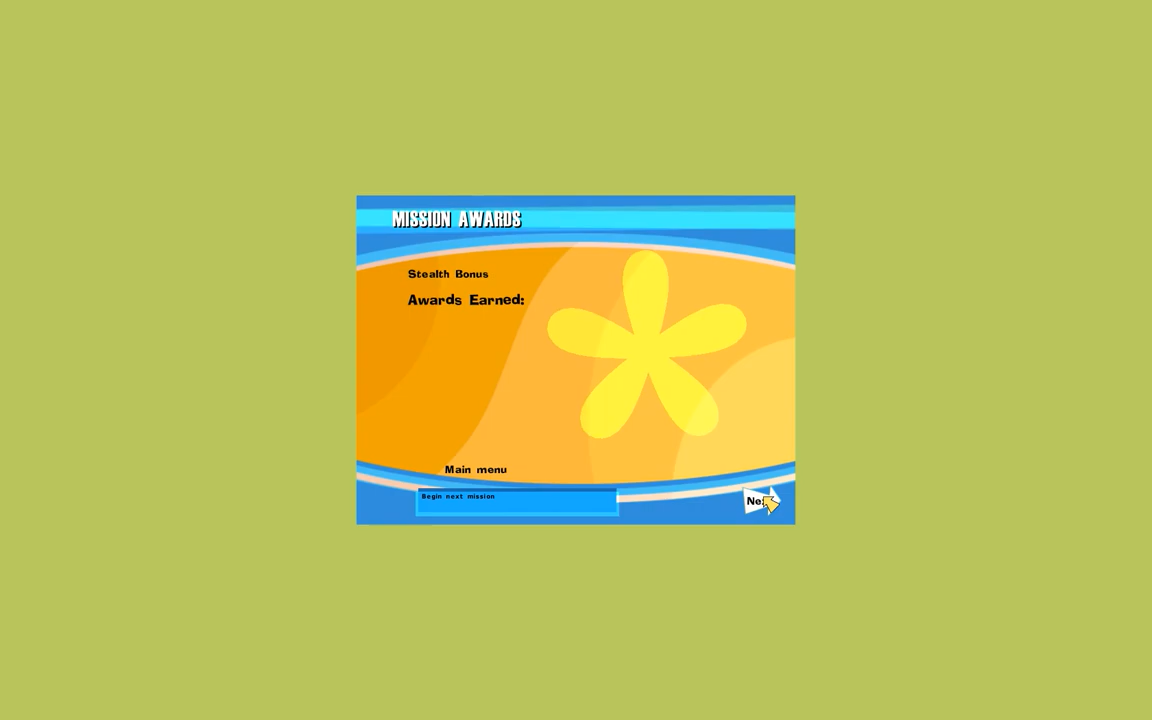 MISSION AWARDS
Stealth Bonus
Awards Earned:
Main menu
Begin next mission